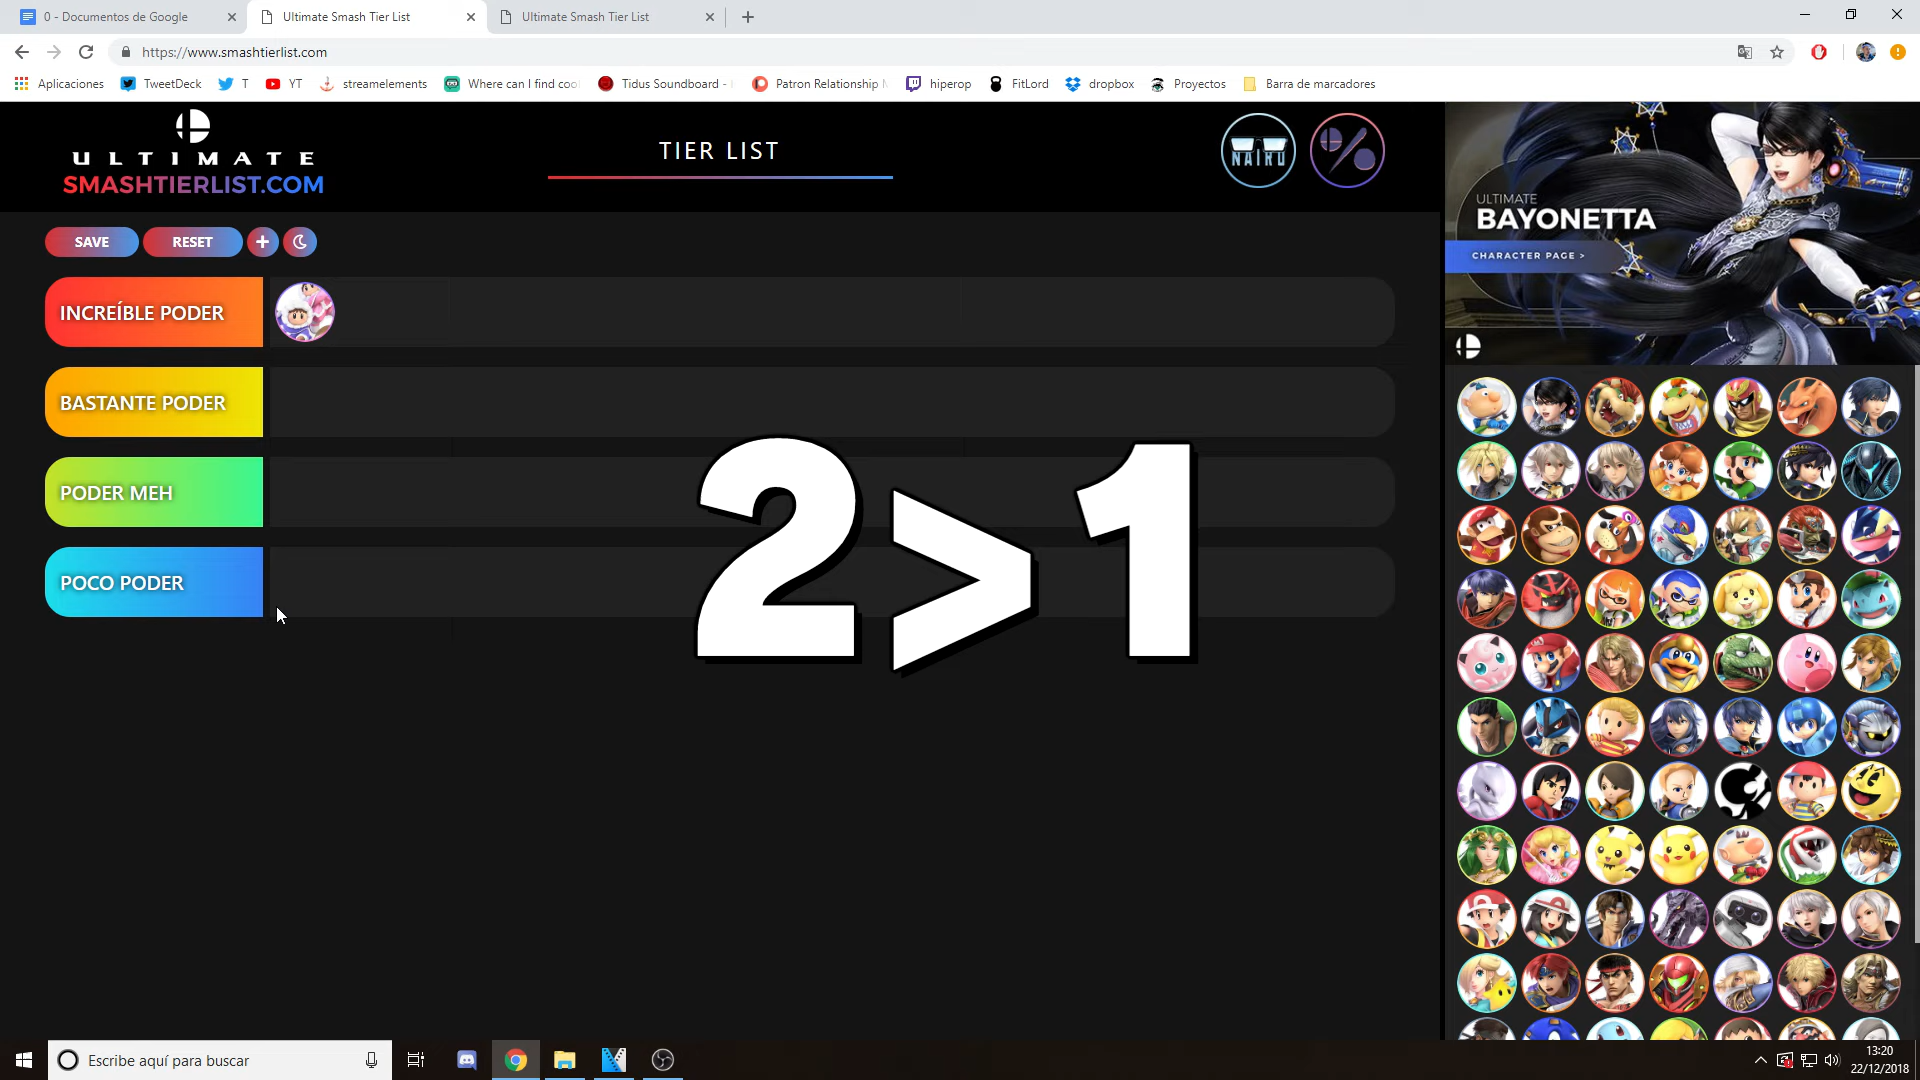 0 - Documentos de Google
Ultimate Smash Tier List
Ultimate Smash Tier List
https://www.smashtierlist.com
Aplicaciones
TweetDeck
T
YT
streamelements
Where can I find coo
Tidus Soundboard -
Patron Relationship
hiperop
FitLord
dropbox
Proyectos
Barra de marcadores
ULTIMATE
SMASHTIERLIST.COM
TIER LIST
NAIRO
ULTIMATE
BAYONETTA
CHARACTER PAGE >
SAVE
RESET
+
INCREÍBLE PODER
BASTANTE PODER
PODER MEH
POCO PODER
2>1
Escribe aquí para buscar
13:20
22/12/2018